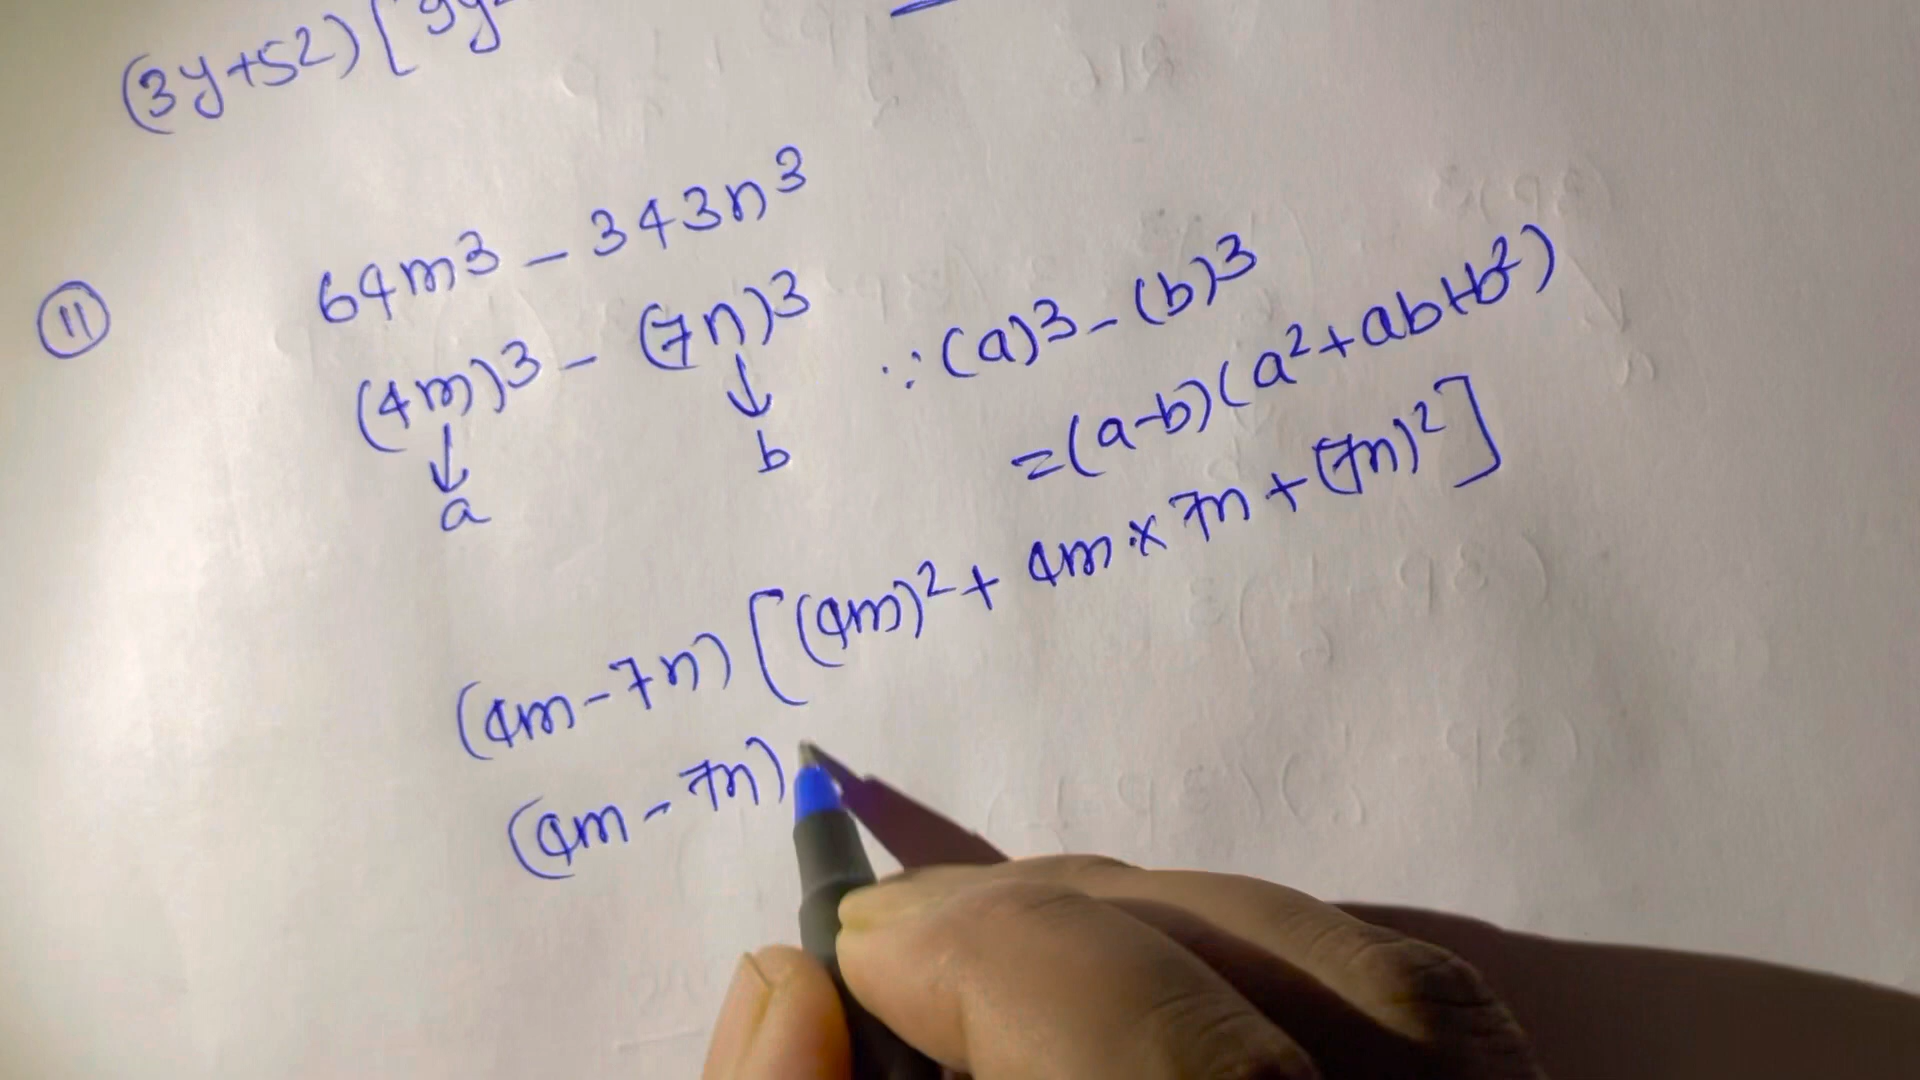 (3y+5z)[9y²
11
64m³ - 343n³
(4m)³ - (7n)³ ∵ (a)³ - (b)³
↓ ↓
a b
= (a-b)(a²+ab+b²)
(4m-7n)[(4m)²+ 4m × 7n + (7n)²]
(4m - 7n)